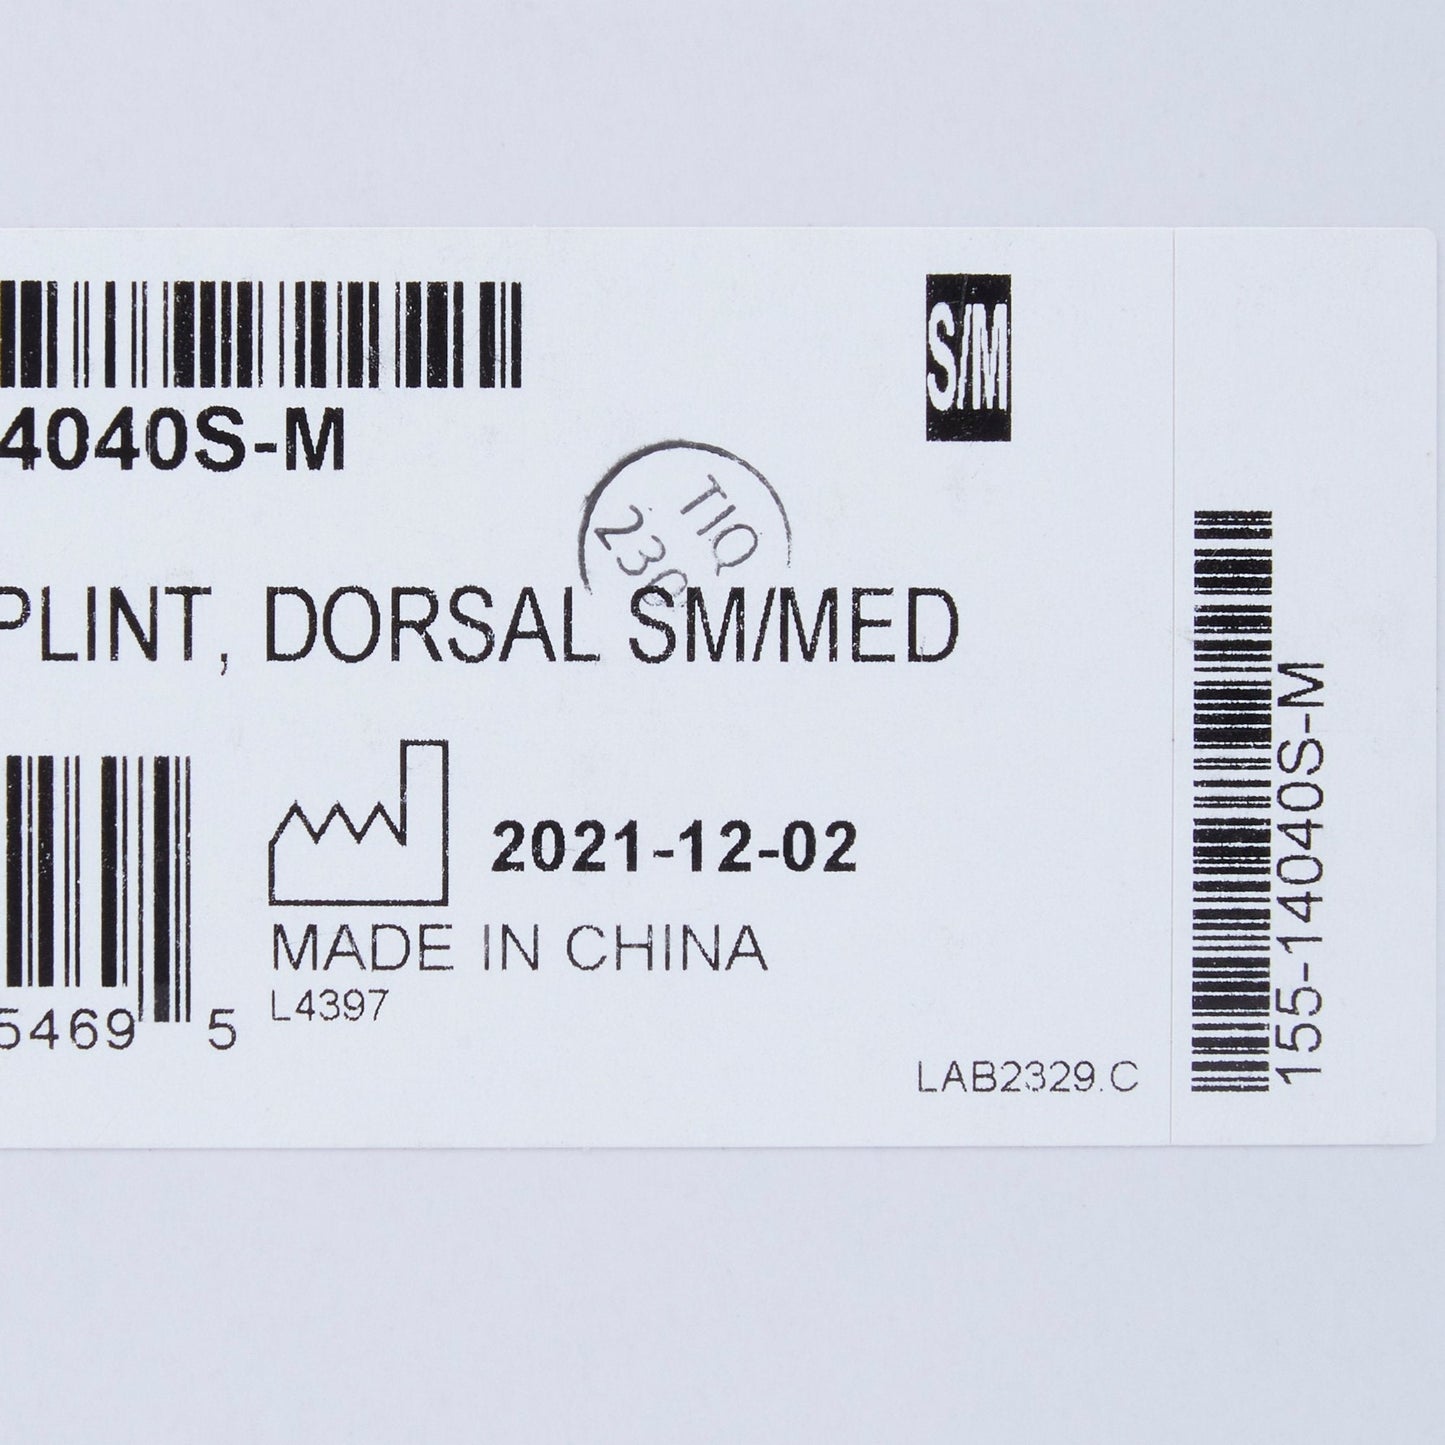 4040S-M
S/M
TIQ
PLINT, DORSAL SM/MED
2021-12-02
MADE IN CHINA
L4397
5469 5
LAB2329.C
155-14040S-M